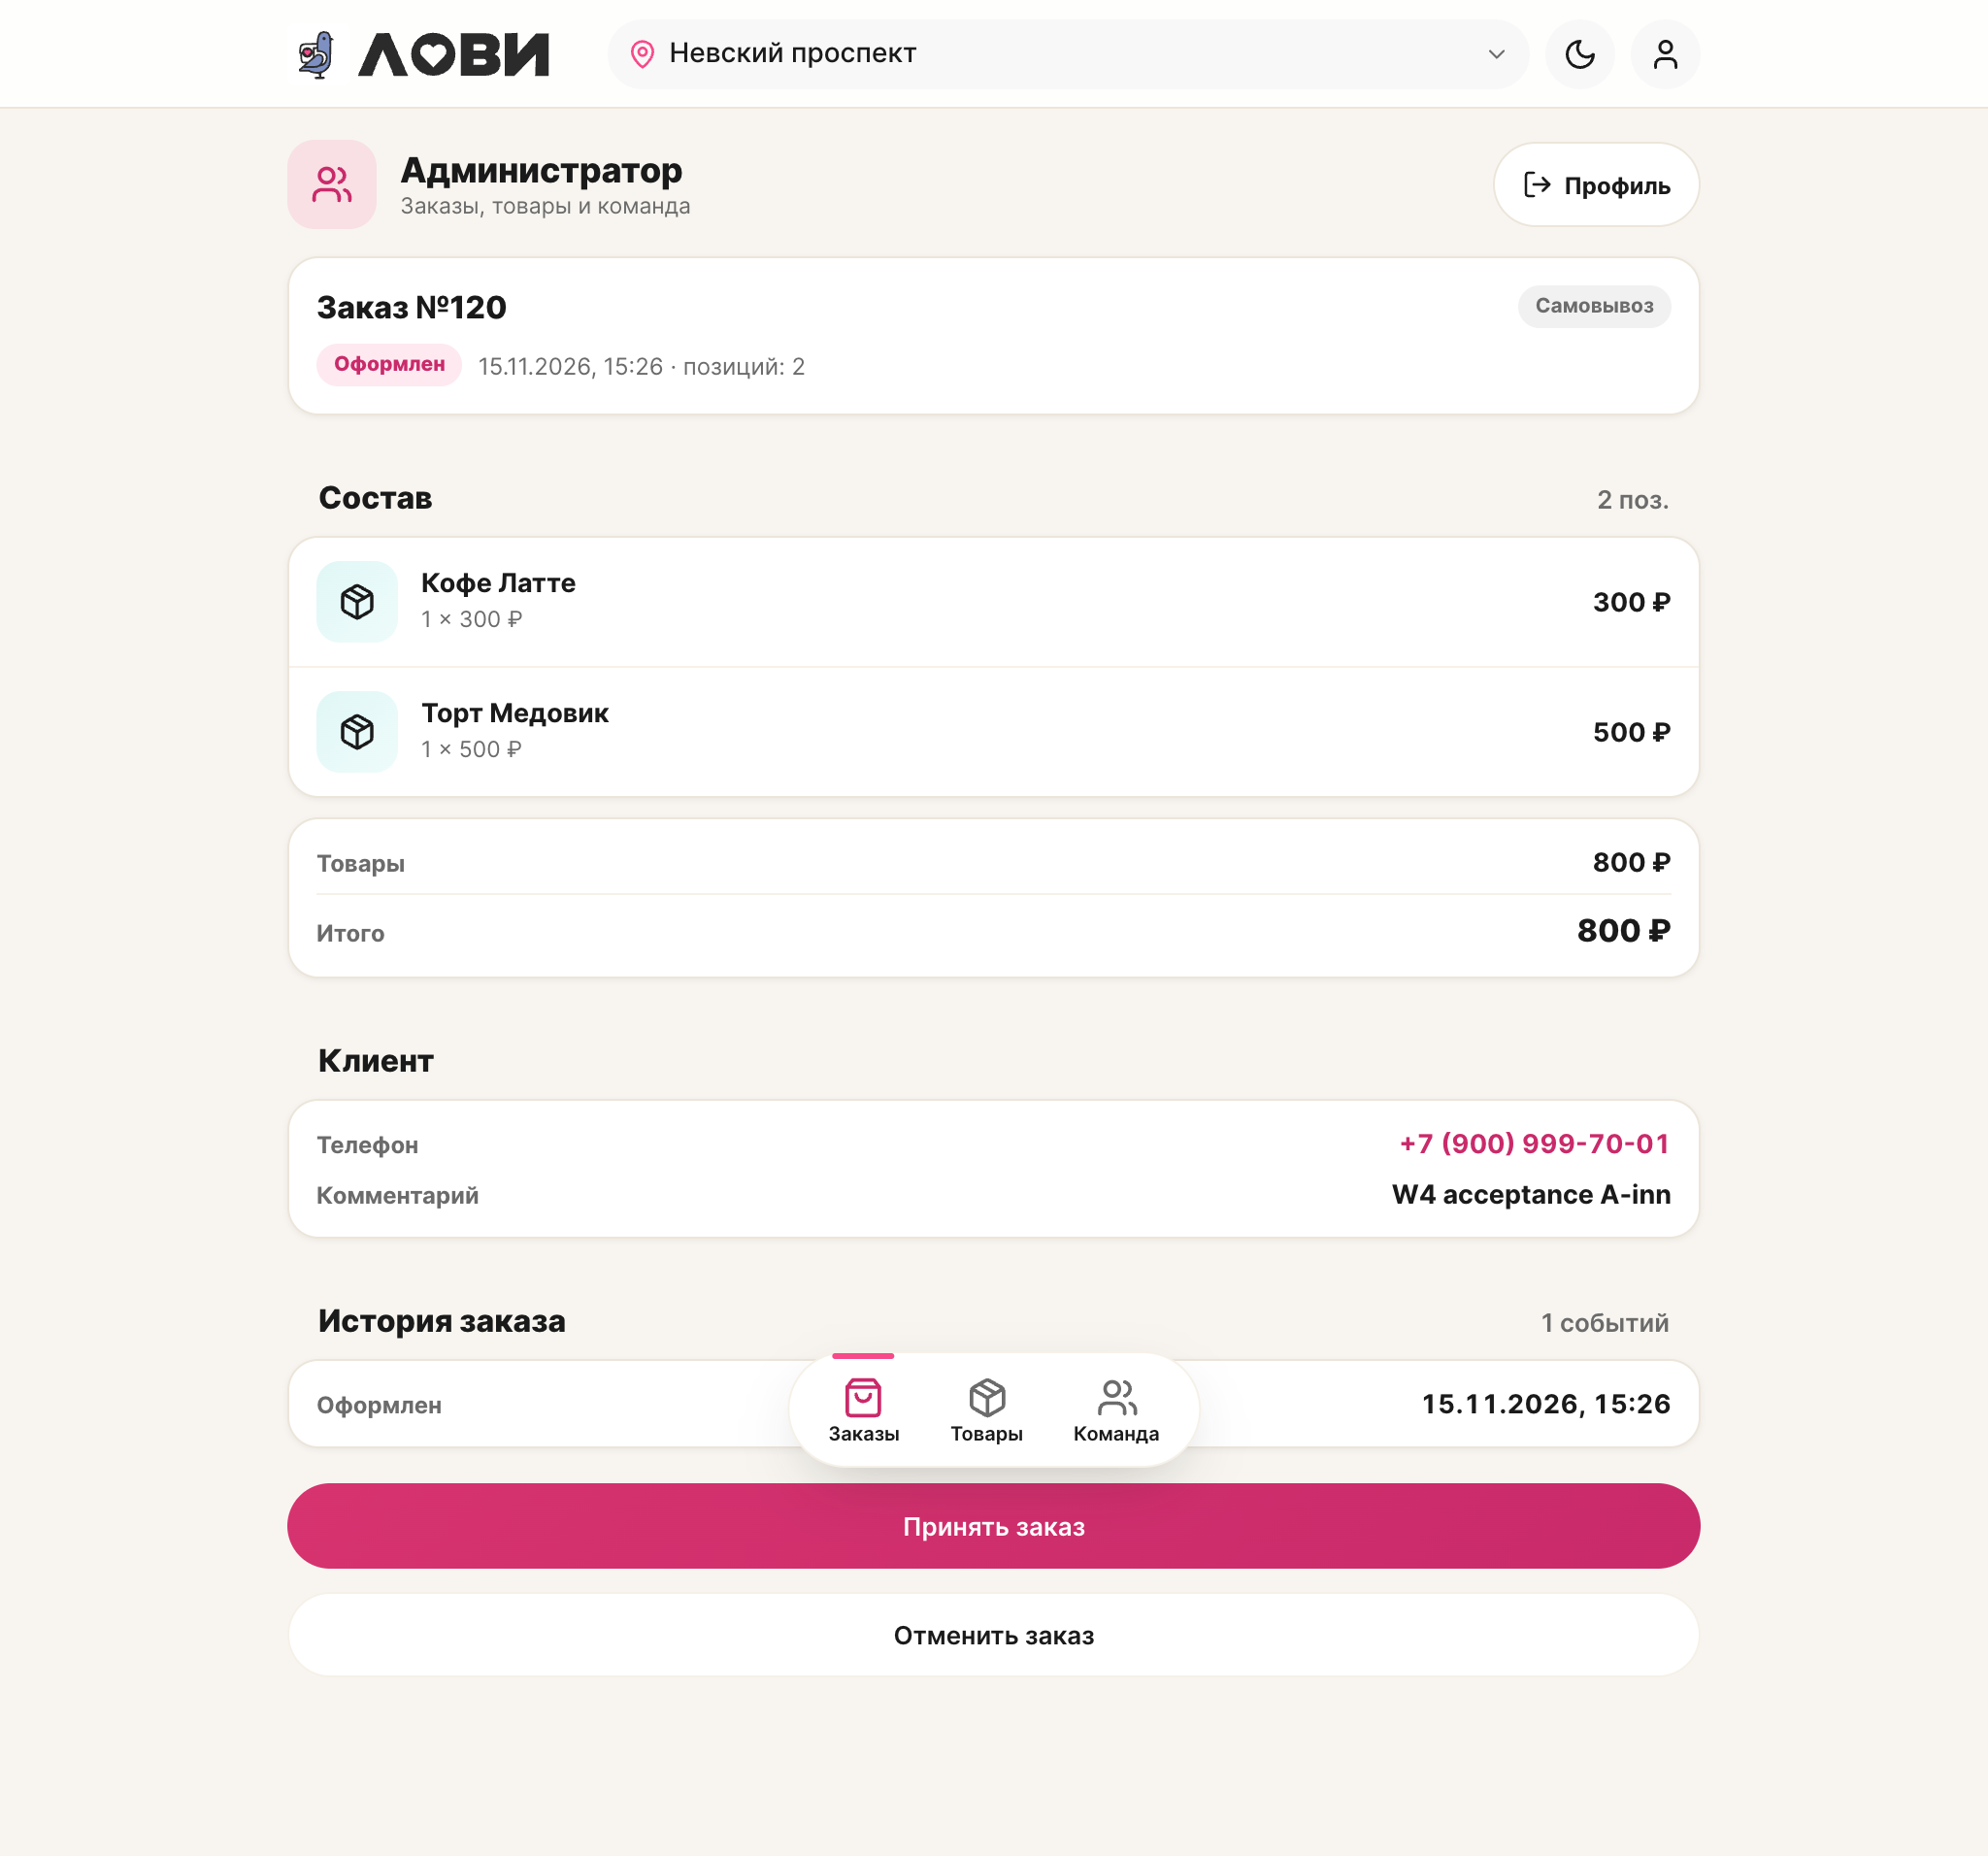 ЛОВИ
Невский проспект
Администратор
Заказы, товары и команда
Профиль
Заказ №120
Самовывоз
Оформлен
15.11.2026, 15:26 · позиций: 2
Состав
2 поз.
Кофе Латте
1 × 300 ₽
300 ₽
Торт Медовик
1 × 500 ₽
500 ₽
Товары
800 ₽
Итого
800 ₽
Клиент
Телефон
+7 (900) 999-70-01
Комментарий
W4 acceptance A-inn
История заказа
1 событий
Оформлен
15.11.2026, 15:26
Заказы
Товары
Команда
Принять заказ
Отменить заказ